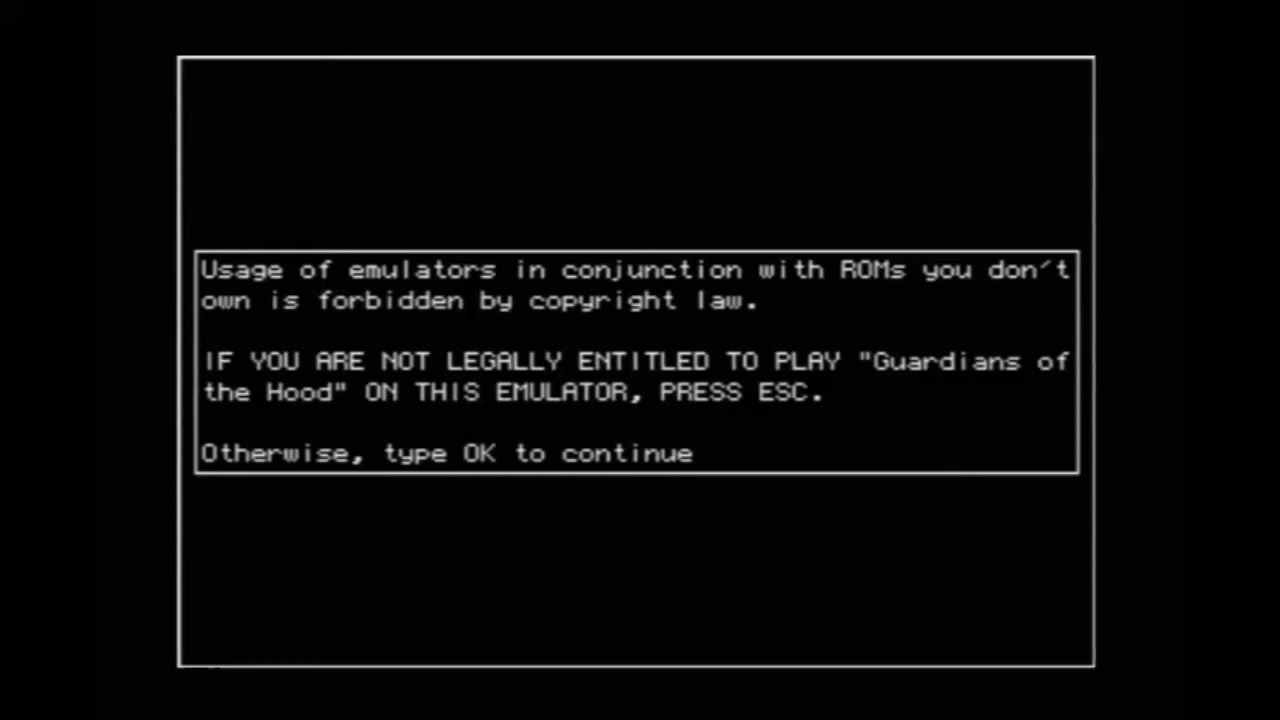 Usage of emulators in conjunction with ROMs you don't
own is forbidden by copyright law.
IF YOU ARE NOT LEGALLY ENTITLED TO PLAY "Guardians of
the Hood" ON THIS EMULATOR, PRESS ESC.
Otherwise, type OK to continue